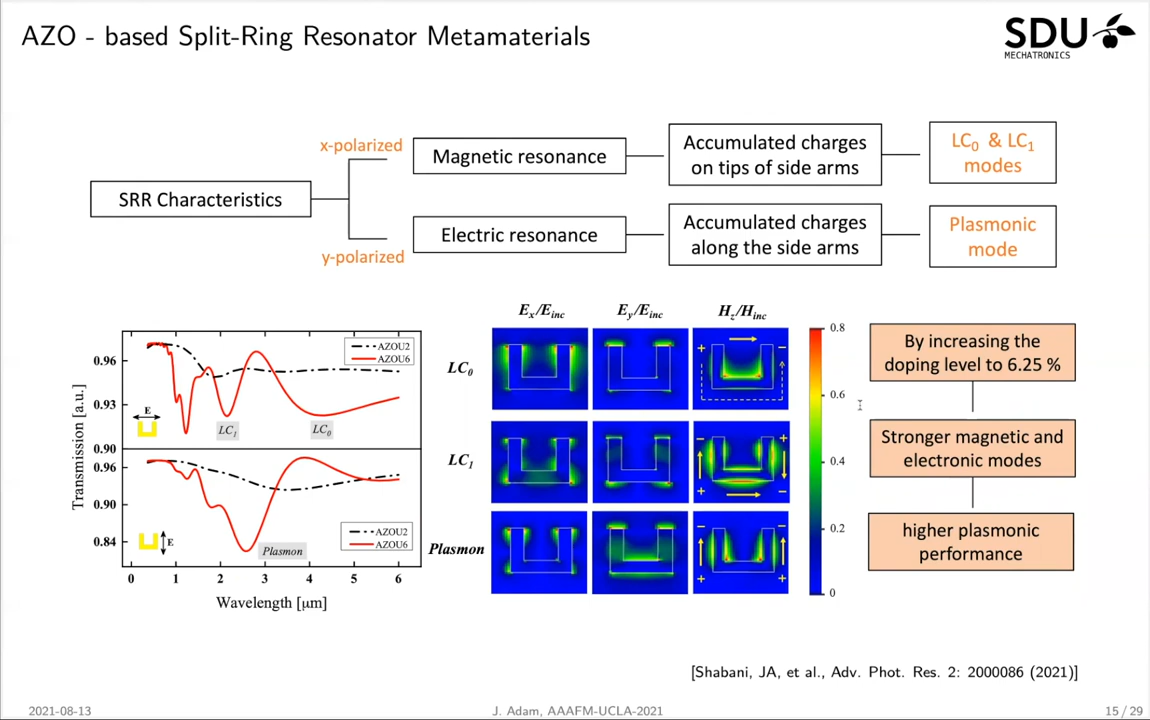 AZO - based Split-Ring Resonator Metamaterials
SDU
MECHATRONICS
SRR Characteristics
x-polarized
y-polarized
Magnetic resonance
Accumulated charges
on tips of side arms
LC₀ & LC₁
modes
Electric resonance
Accumulated charges
along the side arms
Plasmonic
mode
Transmission [a.u.]
0.96
0.93
0.90
0.96
0.90
0.84
AZOU2
AZOU6
E
LC₁
LC₀
AZOU2
AZOU6
E
Plasmon
0 1 2 3 4 5 6
Wavelength [μm]
Eₓ/Einc
Ey/Einc
Hz/Hinc
LC₀
+ −
LC₁
− +
+ −
Plasmon
− −
+ +
0.8
0.6
0.4
0.2
0
By increasing the
doping level to 6.25 %
Stronger magnetic and
electronic modes
higher plasmonic
performance
[Shabani, JA, et al., Adv. Phot. Res. 2: 2000086 (2021)]
2021-08-13
J. Adam, AAAFM-UCLA-2021
15 / 29